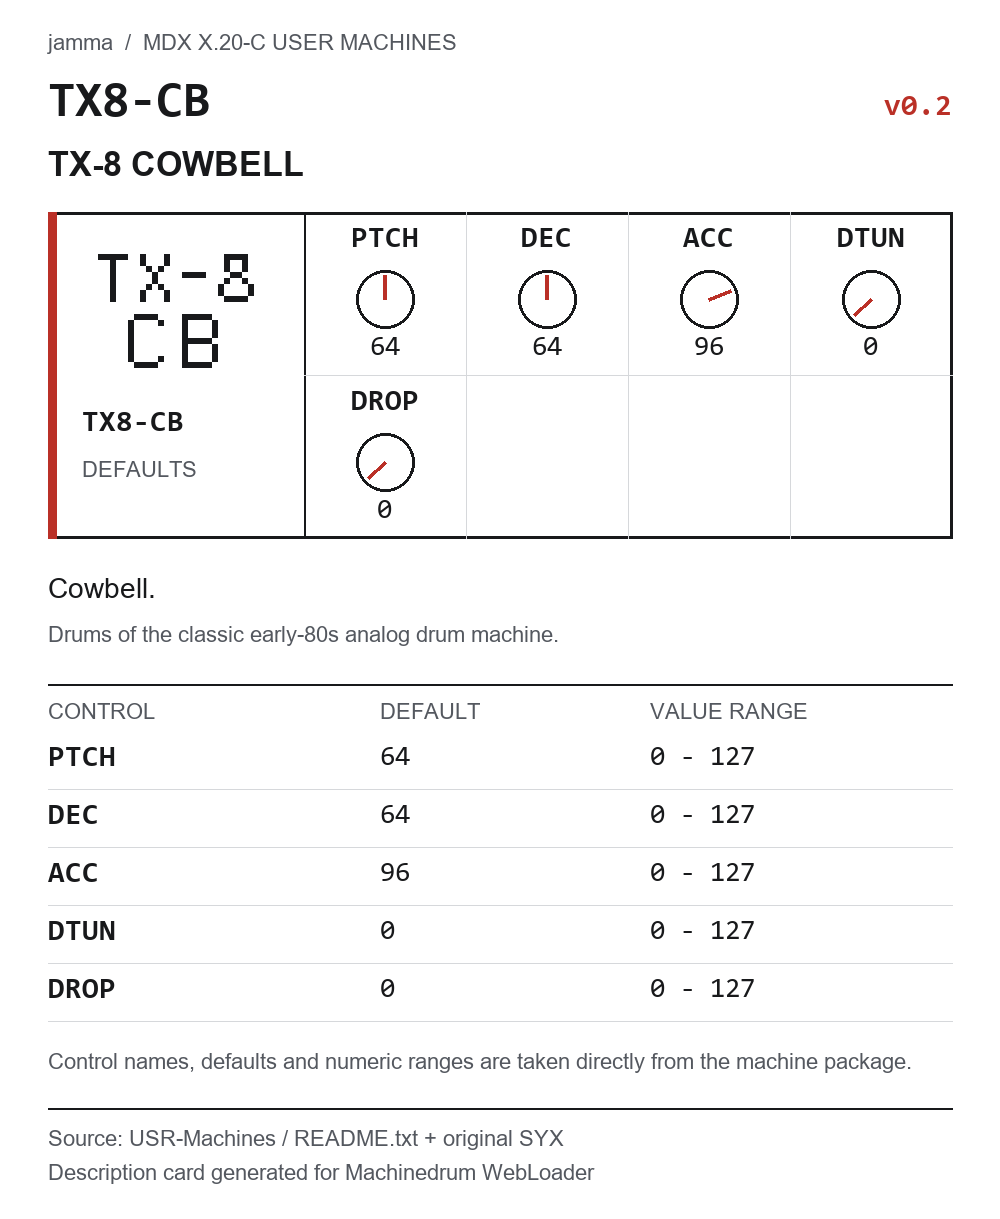 jamma / MDX X.20-C USER MACHINES
TX8-CB
v0.2
TX-8 COWBELL
TX-8
CB
TX8-CB
DEFAULTS
PTCH DEC ACC DTUN
64 64 96 0
DROP
0
Cowbell.
Drums of the classic early-80s analog drum machine.
CONTROL DEFAULT VALUE RANGE
PTCH 64 0 - 127
DEC 64 0 - 127
ACC 96 0 - 127
DTUN 0 0 - 127
DROP 0 0 - 127
Control names, defaults and numeric ranges are taken directly from the machine package.
Source: USR-Machines / README.txt + original SYX
Description card generated for Machinedrum WebLoader